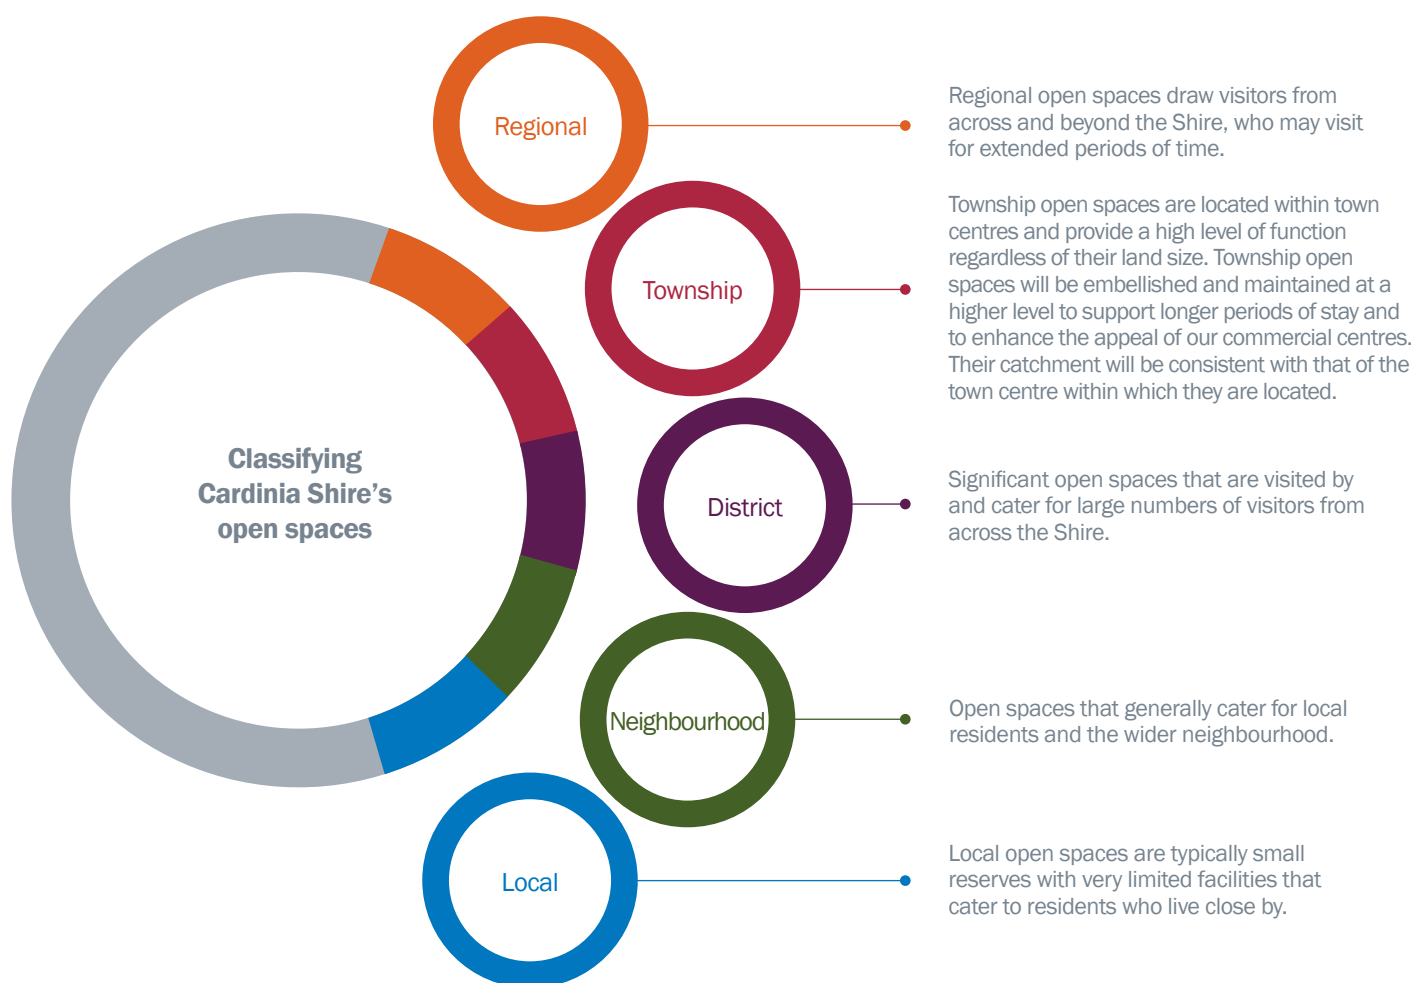 Classifying
Cardinia Shire's
open spaces
Regional
Regional open spaces draw visitors from
across and beyond the Shire, who may visit
for extended periods of time.
Township
Township open spaces are located within town
centres and provide a high level of function
regardless of their land size. Township open
spaces will be embellished and maintained at a
higher level to support longer periods of stay and
to enhance the appeal of our commercial centres.
Their catchment will be consistent with that of the
town centre within which they are located.
District
Significant open spaces that are visited by
and cater for large numbers of visitors from
across the Shire.
Neighbourhood
Open spaces that generally cater for local
residents and the wider neighbourhood.
Local
Local open spaces are typically small
reserves with very limited facilities that
cater to residents who live close by.